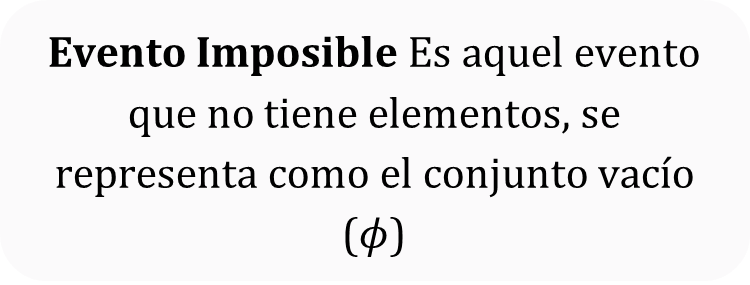 Evento Imposible Es aquel evento
que no tiene elementos, se
representa como el conjunto vacío
(ϕ)